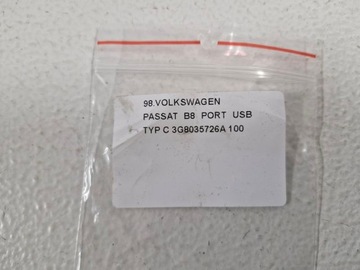 98.VOLKSWAGEN
PASSAT B8 PORT USB
TYP C 3G8035726A 100